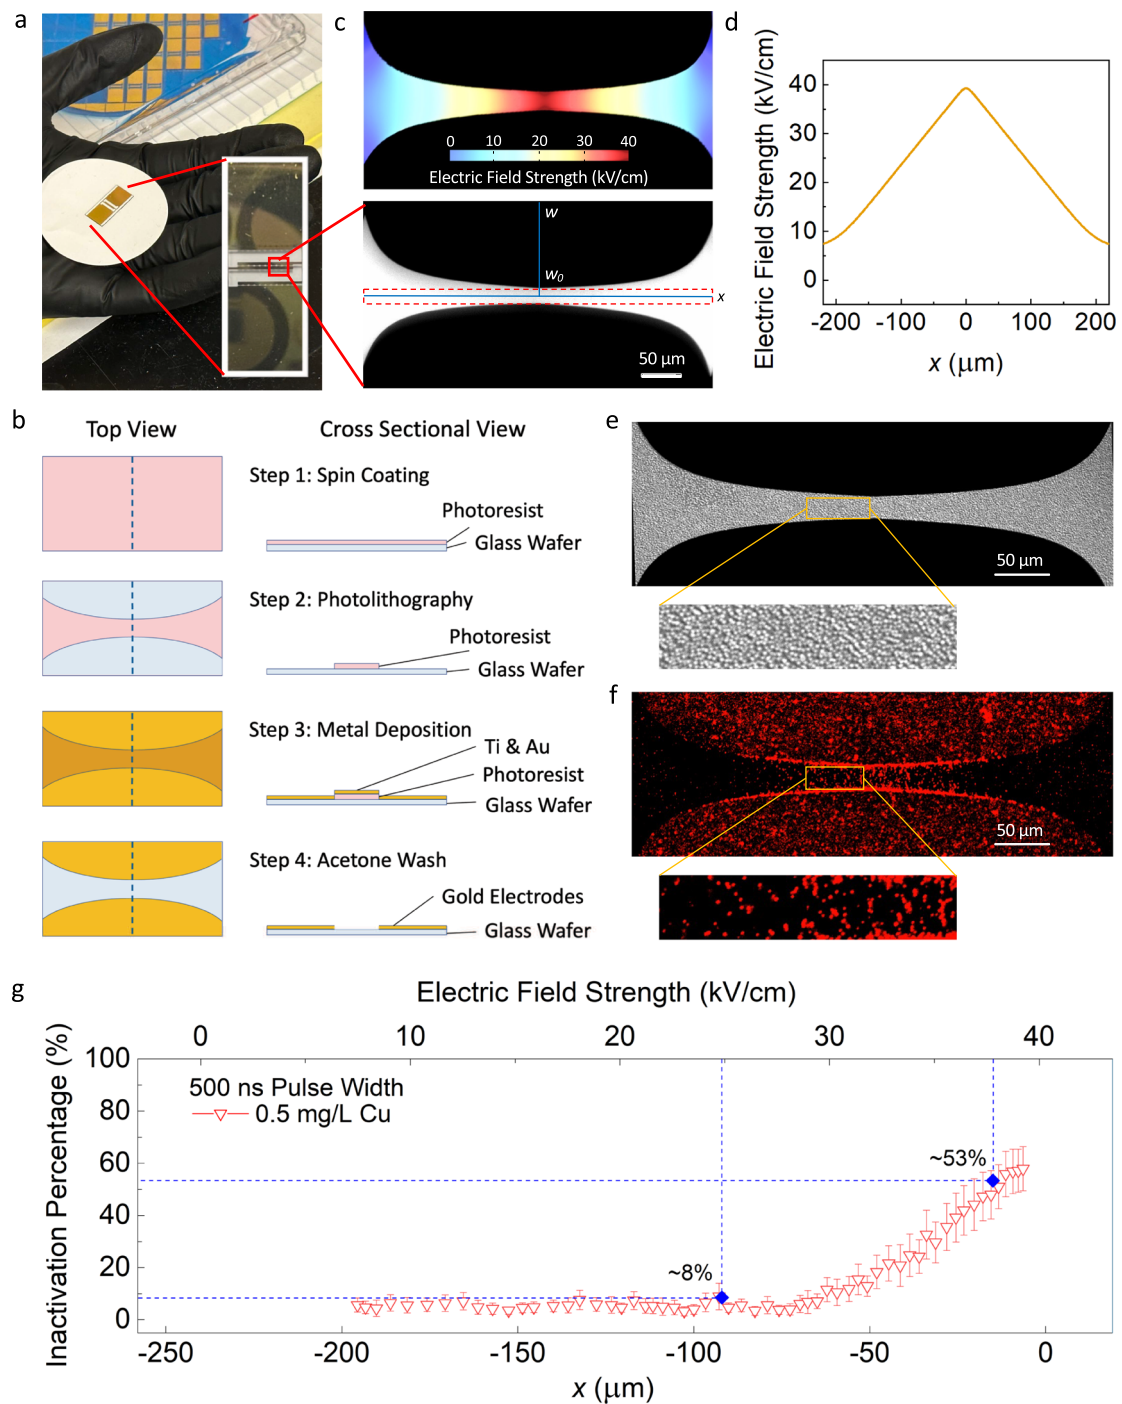 a
c
0 10 20 30 40
Electric Field Strength (kV/cm)
w
w0
x
50 µm
d
Electric Field Strength (kV/cm)
40
30
20
10
0
-200 -100 0 100 200
x (µm)
b
Top View
Cross Sectional View
Step 1: Spin Coating
Photoresist
Glass Wafer
Step 2: Photolithography
Photoresist
Glass Wafer
Step 3: Metal Deposition
Ti & Au
Photoresist
Glass Wafer
Step 4: Acetone Wash
Gold Electrodes
Glass Wafer
e
50 µm
f
50 µm
g
Electric Field Strength (kV/cm)
0 10 20 30 40
Inactivation Percentage (%)
100
80
60
40
20
0
500 ns Pulse Width
0.5 mg/L Cu
~53%
~8%
-250 -200 -150 -100 -50 0
x (µm)